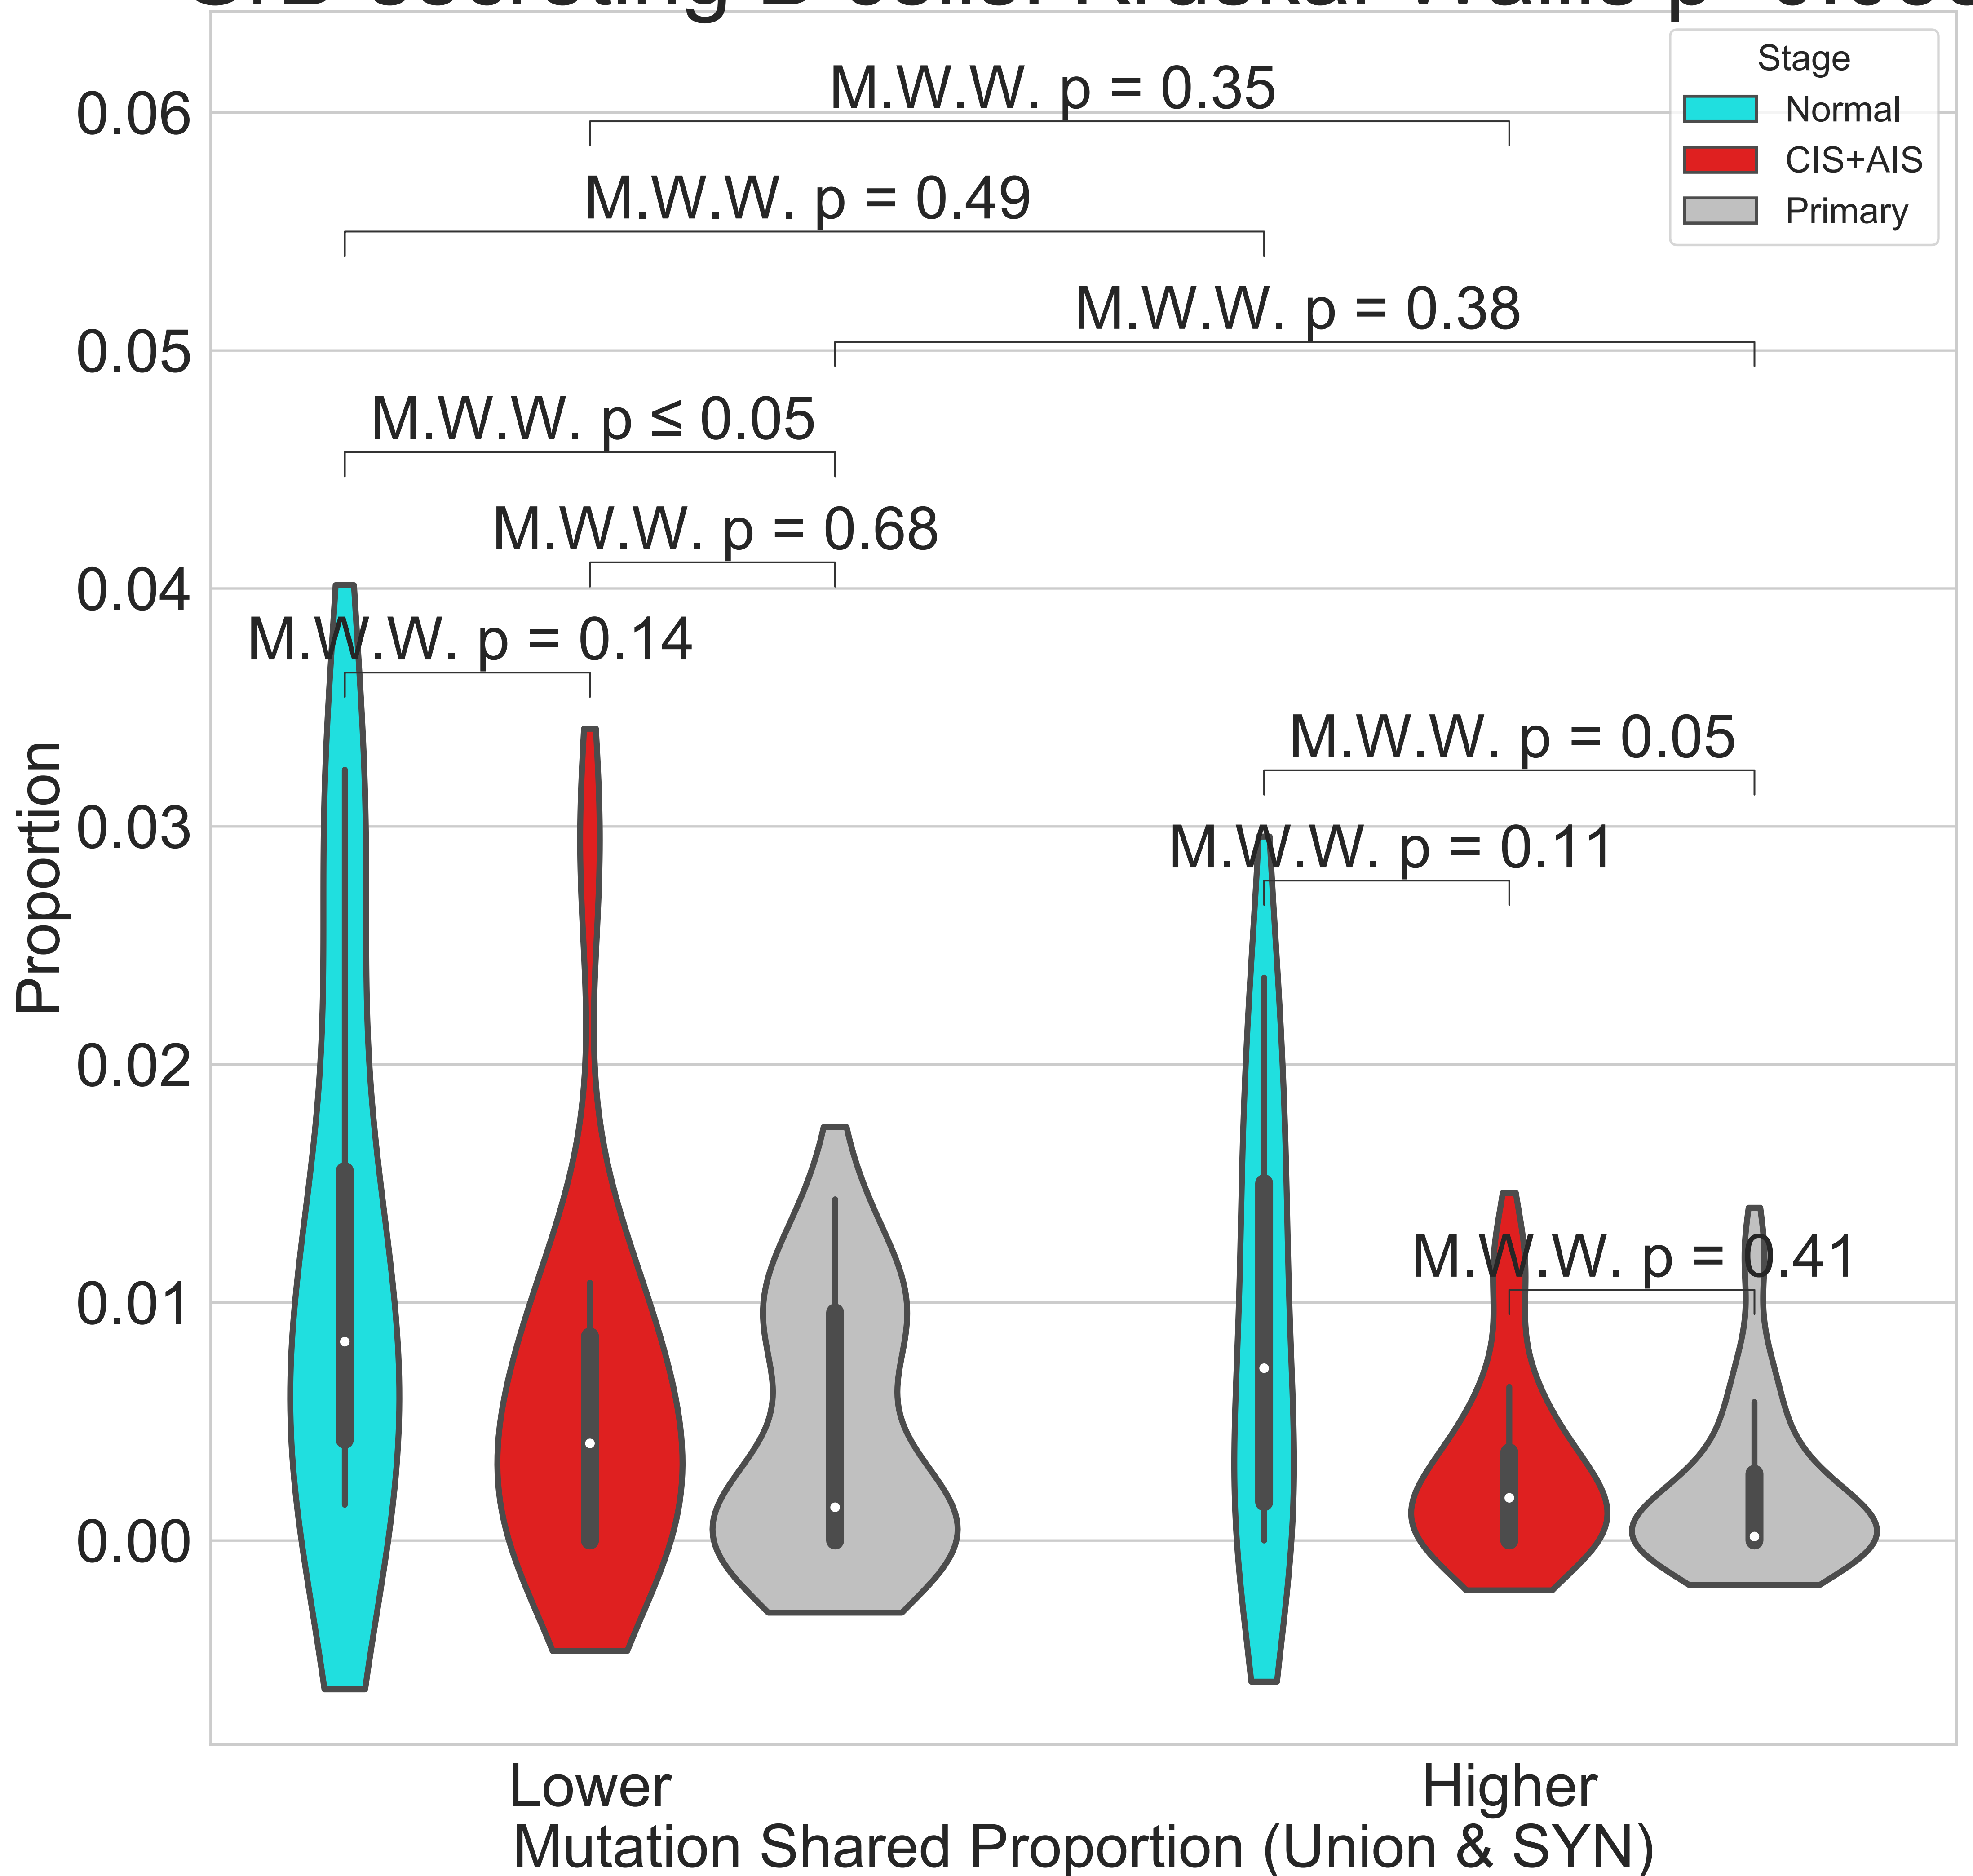 M.W.W. p = 0.35
M.W.W. p = 0.49
M.W.W. p = 0.38
M.W.W. p ≤ 0.05
M.W.W. p = 0.68
M.W.W. p = 0.14
M.W.W. p = 0.05
M.W.W. p = 0.11
M.W.W. p = 0.41
Stage
Normal
CIS+AIS
Primary
0.06
0.05
0.04
0.03
0.02
0.01
0.00
Proportion
Lower
Higher
Mutation Shared Proportion (Union & SYN)